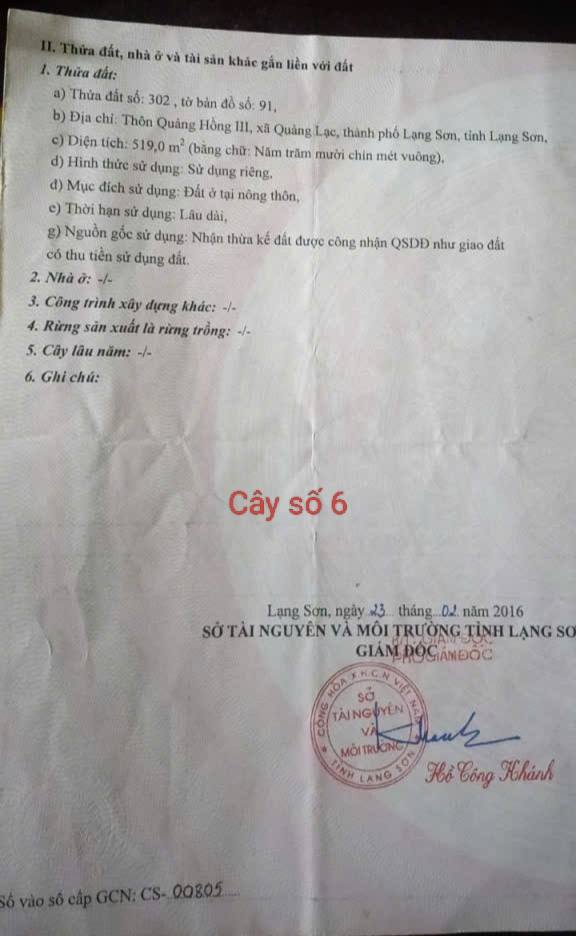 II. Thửa đất, nhà ở và tài sản khác gắn liền với đất
1. Thửa đất:
a) Thửa đất số: 302 , tờ bản đồ số: 91,
b) Địa chỉ: Thôn Quảng Hồng III, xã Quảng Lạc, thành phố Lạng Sơn, tỉnh Lạng Sơn,
c) Diện tích: 519,0 m² (bằng chữ: Năm trăm mười chín mét vuông),
d) Hình thức sử dụng: Sử dụng riêng,
đ) Mục đích sử dụng: Đất ở tại nông thôn,
e) Thời hạn sử dụng: Lâu dài,
g) Nguồn gốc sử dụng: Nhận thừa kế đất được công nhận QSDĐ như giao đất
có thu tiền sử dụng đất.
2. Nhà ở: -/-
3. Công trình xây dựng khác: -/-
4. Rừng sản xuất là rừng trồng: -/-
5. Cây lâu năm: -/-
6. Ghi chú:
Cây số 6
Lạng Sơn, ngày 23 tháng 02 năm 2016
SỞ TÀI NGUYÊN VÀ MÔI TRƯỜNG TỈNH LẠNG SƠ
GIÁM ĐỐC
KT. GIÁM ĐỐC
PHÓ GIÁM ĐỐC
CỘNG HÒA X.H.C.N VIỆT NAM
SỞ
TÀI NGUYÊN
VÀ
MÔI TRƯỜNG
TỈNH LẠNG SƠN
Hồ Công Khánh
Số vào sổ cấp GCN: CS- 00805